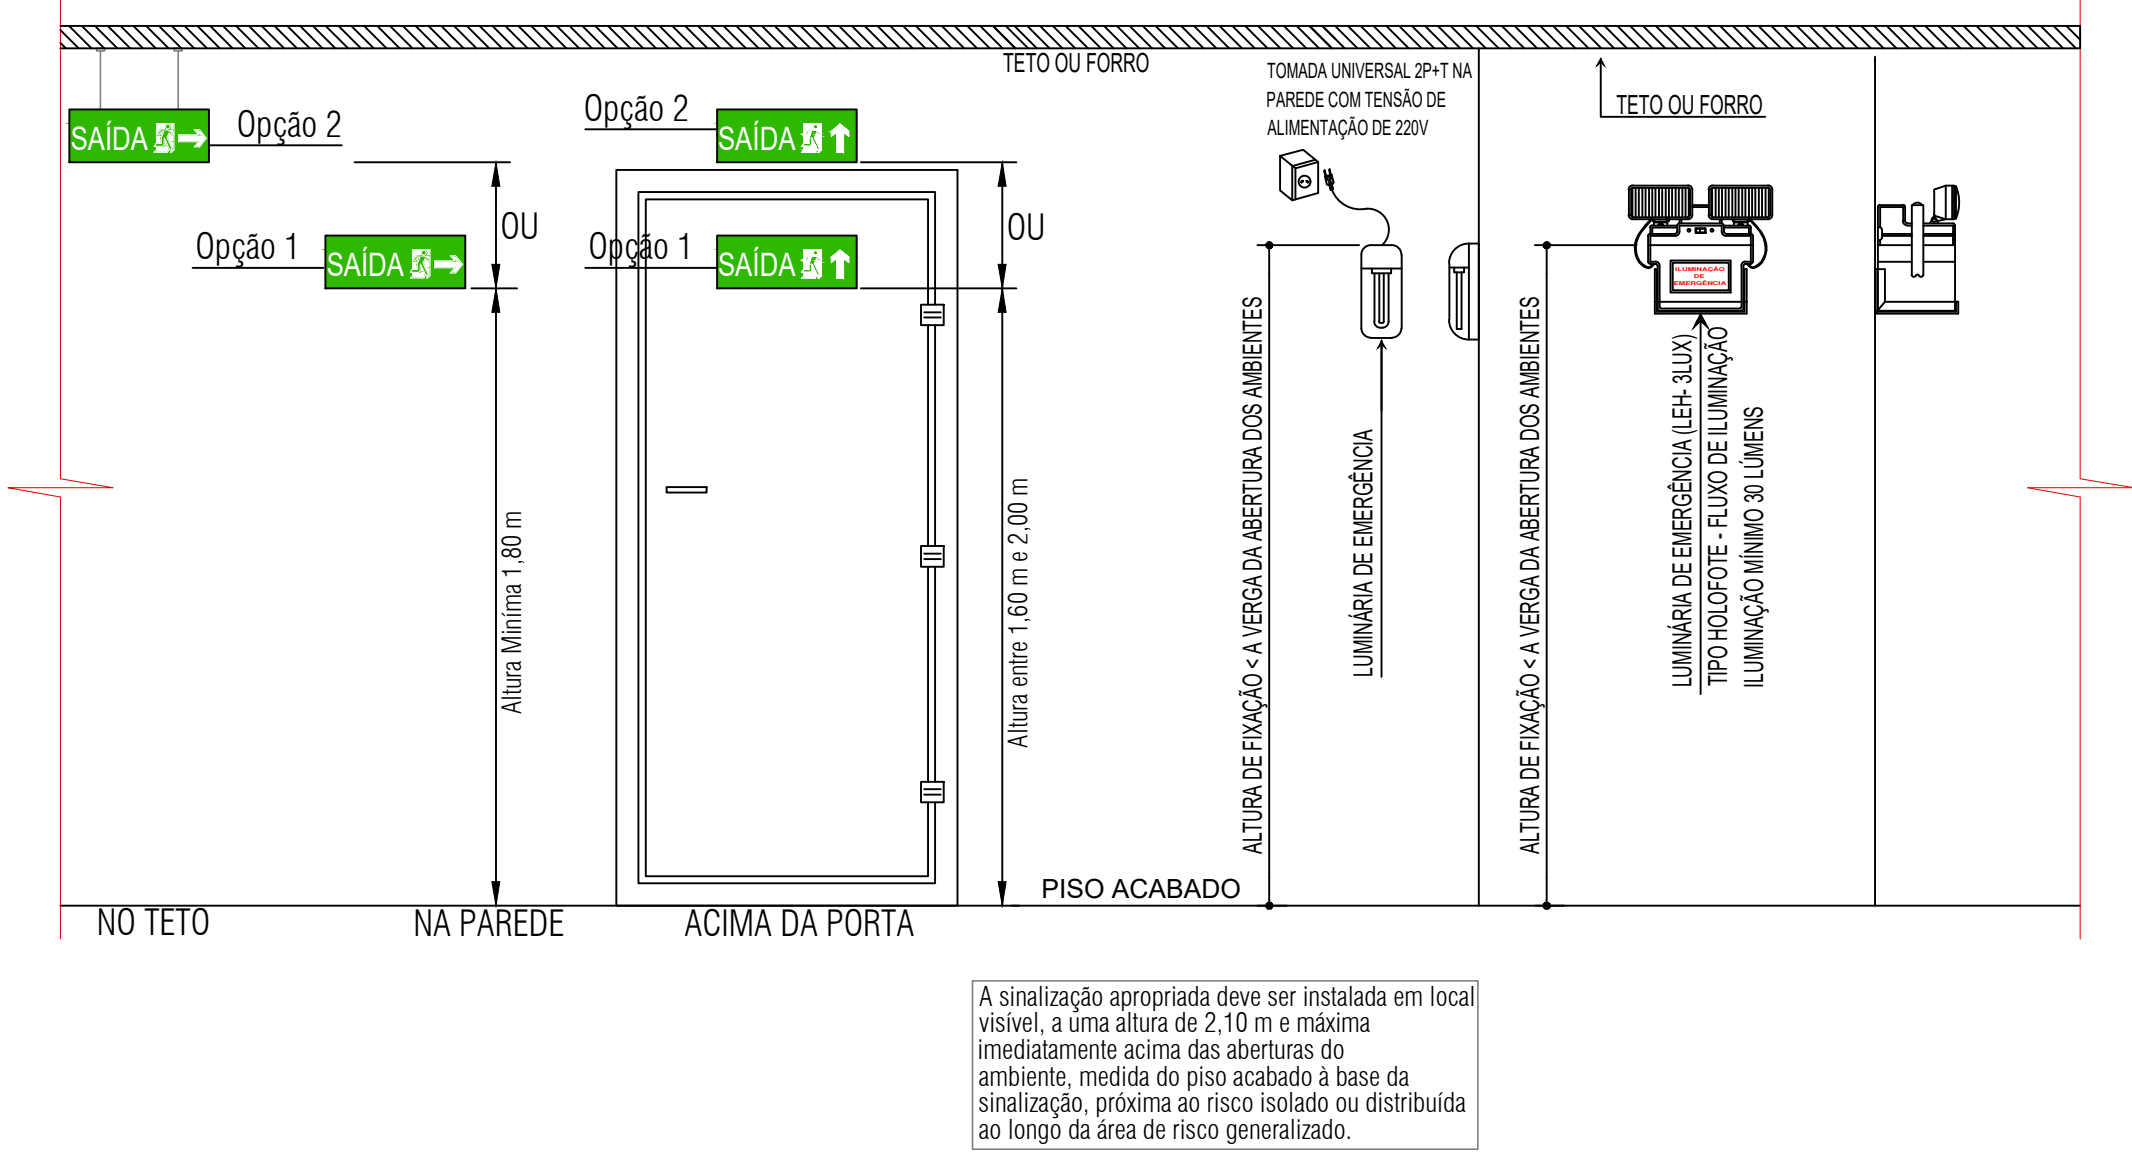 TETO OU FORRO
TOMADA UNIVERSAL 2P+T NA
PAREDE COM TENSÃO DE
ALIMENTAÇÃO DE 220V
TETO OU FORRO
SAÍDA
Opção 2
Opção 2
SAÍDA
OU
OU
Opção 1
SAÍDA
Opção 1
SAÍDA
ILUMINAÇÃO
DE
EMERGÊNCIA
Altura Miníma 1,80 m
Altura entre 1,60 m e 2,00 m
ALTURA DE FIXAÇÃO < A VERGA DA ABERTURA DOS AMBIENTES
LUMINÁRIA DE EMERGÊNCIA
ALTURA DE FIXAÇÃO < A VERGA DA ABERTURA DOS AMBIENTES
LUMINÁRIA DE EMERGÊNCIA (LEH- 3LUX)
TIPO HOLOFOTE - FLUXO DE ILUMINAÇÃO
ILUMINAÇÃO MÍNIMO 30 LÚMENS
PISO ACABADO
NO TETO
NA PAREDE
ACIMA DA PORTA
A sinalização apropriada deve ser instalada em local
visível, a uma altura de 2,10 m e máxima
imediatamente acima das aberturas do
ambiente, medida do piso acabado à base da
sinalização, próxima ao risco isolado ou distribuída
ao longo da área de risco generalizado.